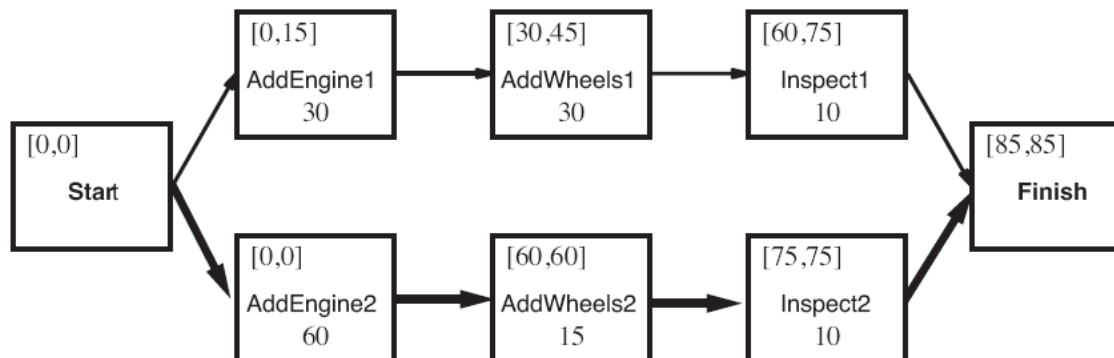 [0,0]
Start
[0,15]
AddEngine1
30
[30,45]
AddWheels1
30
[60,75]
Inspect1
10
[0,0]
AddEngine2
60
[60,60]
AddWheels2
15
[75,75]
Inspect2
10
[85,85]
Finish